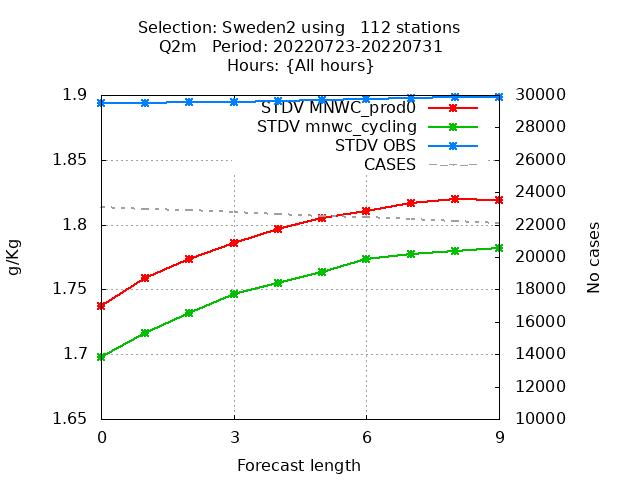 Selection: Sweden2 using   112 stations
Q2m   Period: 20220723-20220731
Hours: {All hours}
1.9
1.85
1.8
1.75
1.7
1.65
g/Kg
STDV MNWC_prod0
STDV mnwc_cycling
STDV OBS
CASES
30000
28000
26000
24000
22000
20000
18000
16000
14000
12000
10000
No cases
0 3 6 9
Forecast length